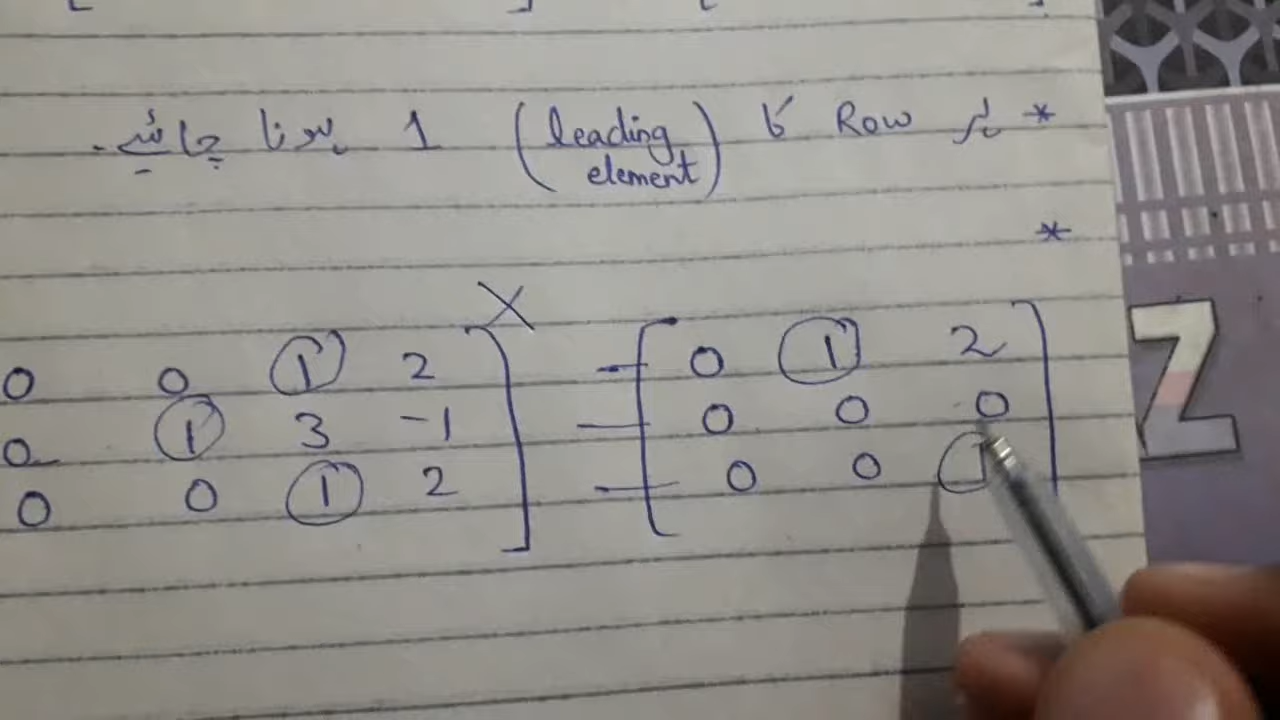 * ہر Row کا (leading element) 1 ہونا چاہئے۔
*
X
0 0 1 2
0 1 3 -1
0 0 1 2
0 1 2
0 0 0
0 0 1
Z